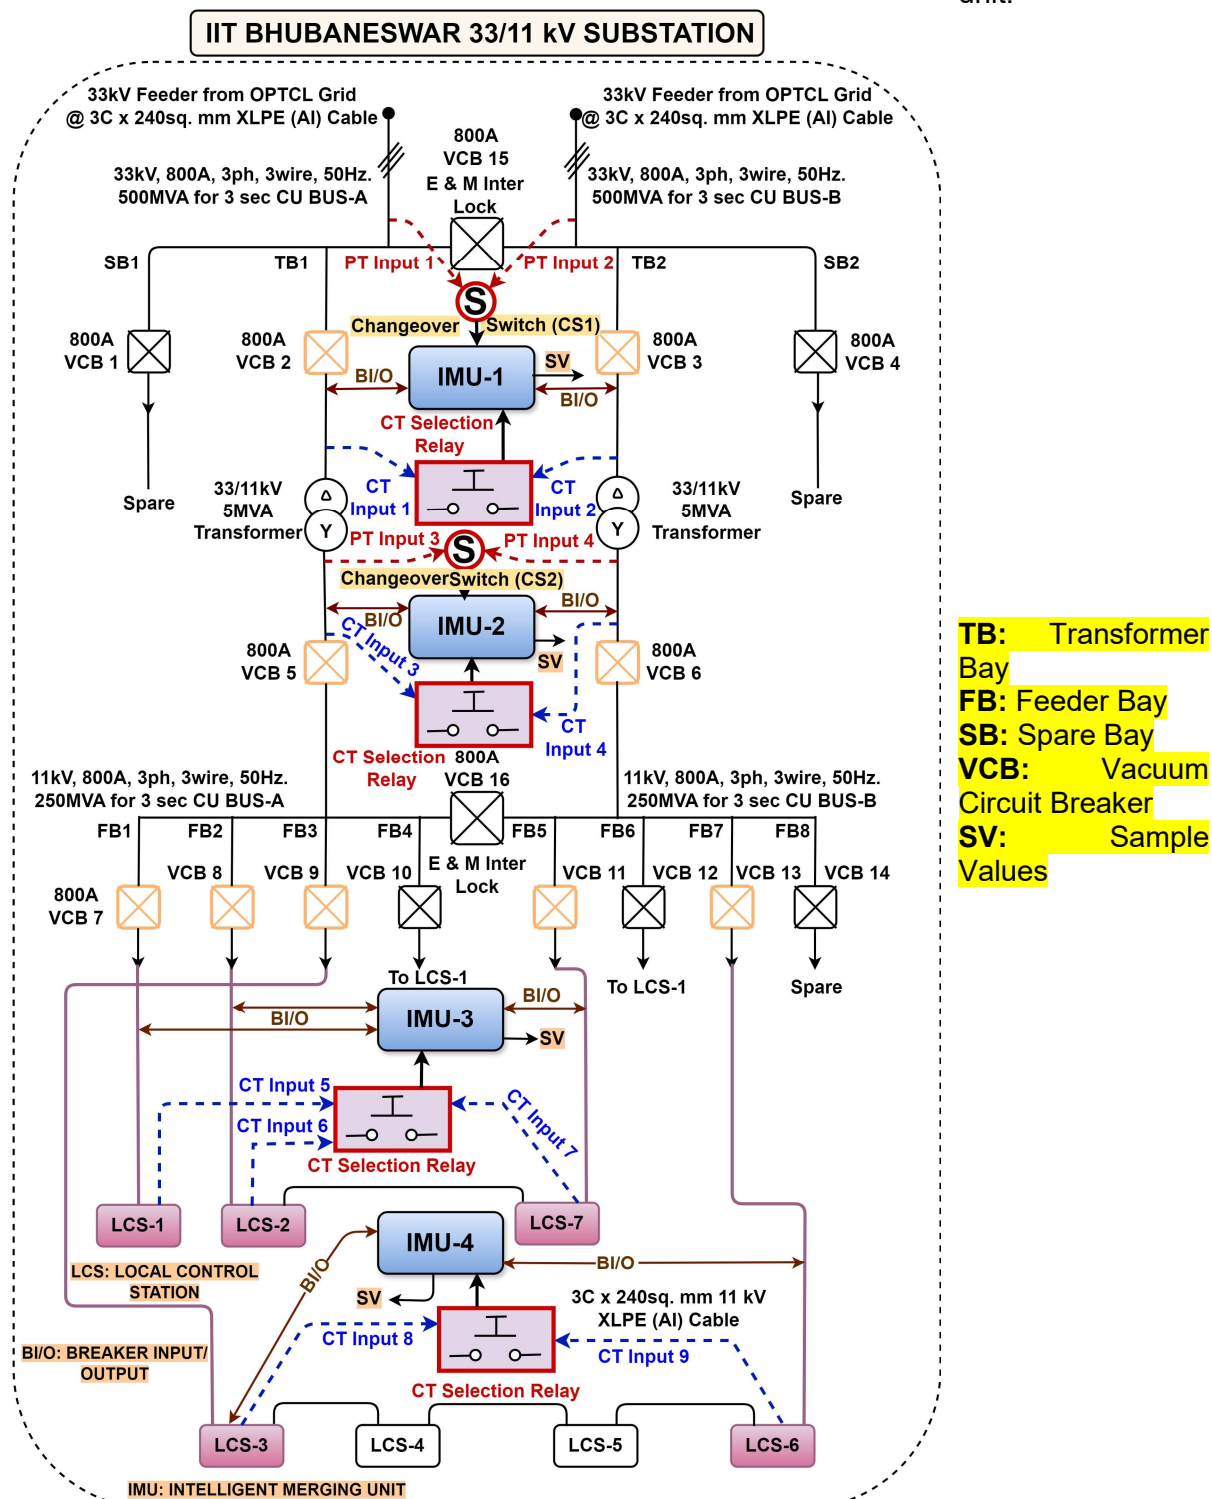 unit.
IIT BHUBANESWAR 33/11 kV SUBSTATION
33kV Feeder from OPTCL Grid
@ 3C x 240sq. mm XLPE (Al) Cable
33kV Feeder from OPTCL Grid
@ 3C x 240sq. mm XLPE (Al) Cable
800A
VCB 15
E & M Inter
Lock
33kV, 800A, 3ph, 3wire, 50Hz.
500MVA for 3 sec CU BUS-A
33kV, 800A, 3ph, 3wire, 50Hz.
500MVA for 3 sec CU BUS-B
SB1
TB1
PT Input 1
PT Input 2
TB2
SB2
S
Changeover Switch (CS1)
800A
VCB 1
800A
VCB 2
800A
VCB 3
800A
VCB 4
IMU-1
SV
BI/O
BI/O
CT Selection
Relay
CT
Input 1
CT
Input 2
Spare
Spare
33/11kV
5MVA
Transformer
Δ
Y
33/11kV
5MVA
Transformer
Δ
Y
PT Input 3
S
PT Input 4
Changeover Switch (CS2)
BI/O
BI/O
IMU-2
SV
CT Input 3
800A
VCB 5
800A
VCB 6
CT
Input 4
CT Selection
Relay
800A
VCB 16
11kV, 800A, 3ph, 3wire, 50Hz.
250MVA for 3 sec CU BUS-A
11kV, 800A, 3ph, 3wire, 50Hz.
250MVA for 3 sec CU BUS-B
FB1
FB2
FB3
FB4
FB5
FB6
FB7
FB8
E & M Inter
Lock
800A
VCB 7
VCB 8
VCB 9
VCB 10
VCB 11
VCB 12
VCB 13
VCB 14
To LCS-1
To LCS-1
Spare
BI/O
BI/O
IMU-3
SV
CT Input 5
CT Input 6
CT Input 7
CT Selection Relay
LCS-1
LCS-2
LCS-7
IMU-4
BI/O
BI/O
SV
LCS: LOCAL CONTROL
STATION
3C x 240sq. mm 11 kV
XLPE (Al) Cable
CT Input 8
CT Input 9
BI/O: BREAKER INPUT/
OUTPUT
CT Selection Relay
LCS-3
LCS-4
LCS-5
LCS-6
IMU: INTELLIGENT MERGING UNIT
TB: Transformer
Bay
FB: Feeder Bay
SB: Spare Bay
VCB: Vacuum
Circuit Breaker
SV: Sample
Values